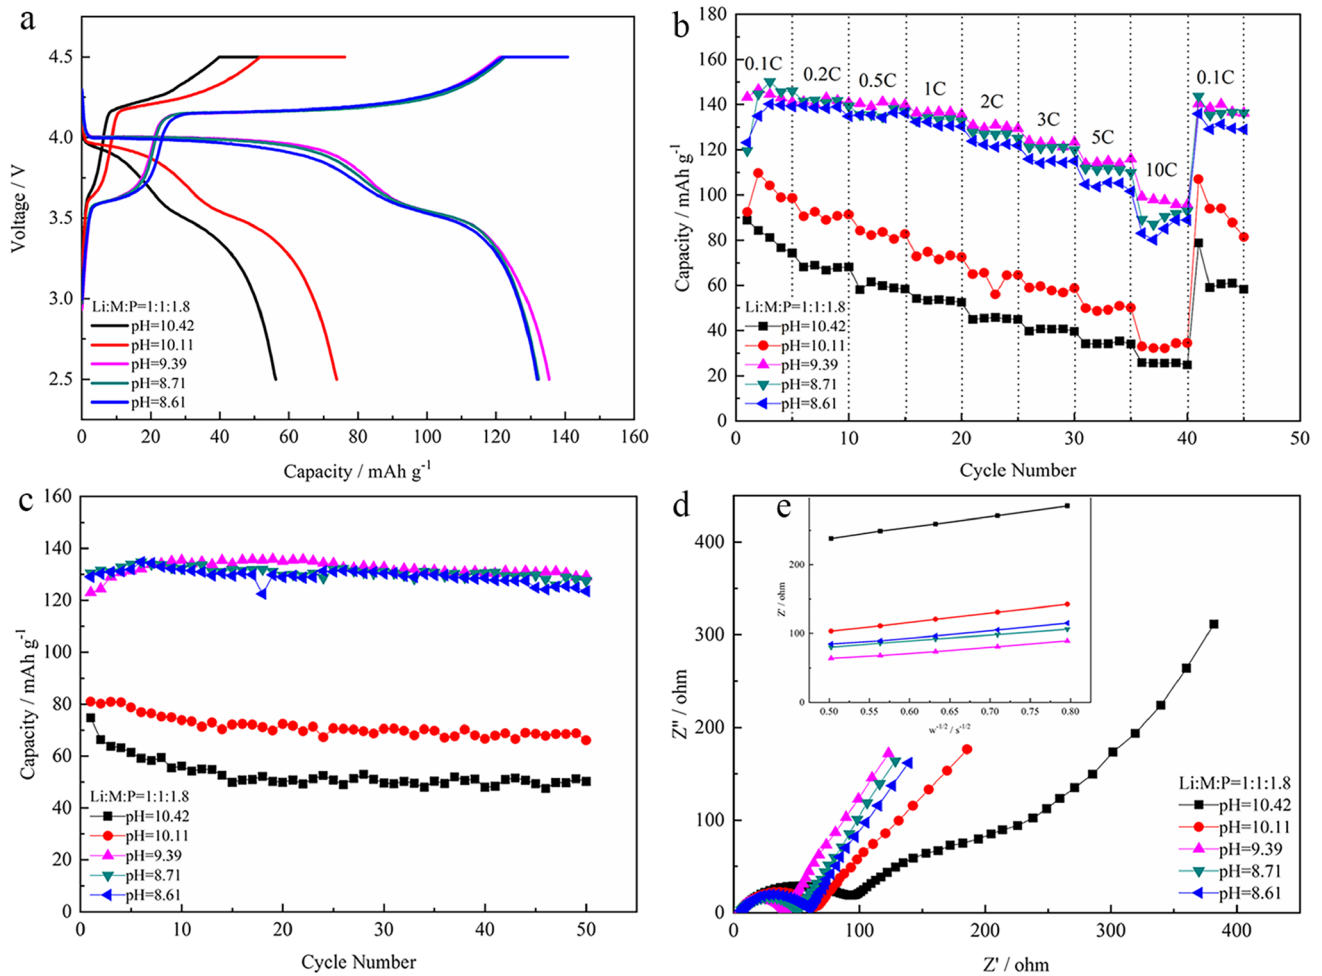 a
4.5
4.0
3.5
3.0
2.5
Voltage / V
Li:M:P=1:1:1.8
pH=10.42
pH=10.11
pH=9.39
pH=8.71
pH=8.61
0 20 40 60 80 100 120 140 160
Capacity / mAh g-1
b
180
160
140
120
100
80
60
40
20
0
Capacity / mAh g-1
0.1C 0.2C 0.5C 1C 2C 3C 5C 10C 0.1C
Li:M:P=1:1:1.8
pH=10.42
pH=10.11
pH=9.39
pH=8.71
pH=8.61
0 10 20 30 40 50
Cycle Number
c
160
140
120
100
80
60
40
20
0
Capacity / mAh g-1
Li:M:P=1:1:1.8
pH=10.42
pH=10.11
pH=9.39
pH=8.71
pH=8.61
0 10 20 30 40 50
Cycle Number
d
400
300
200
100
0
Z'' / ohm
e
200
100
0
Z' / ohm
0.50 0.55 0.60 0.65 0.70 0.75 0.80
w-1/2 / s-1/2
Li:M:P=1:1:1.8
pH=10.42
pH=10.11
pH=9.39
pH=8.71
pH=8.61
0 100 200 300 400
Z' / ohm